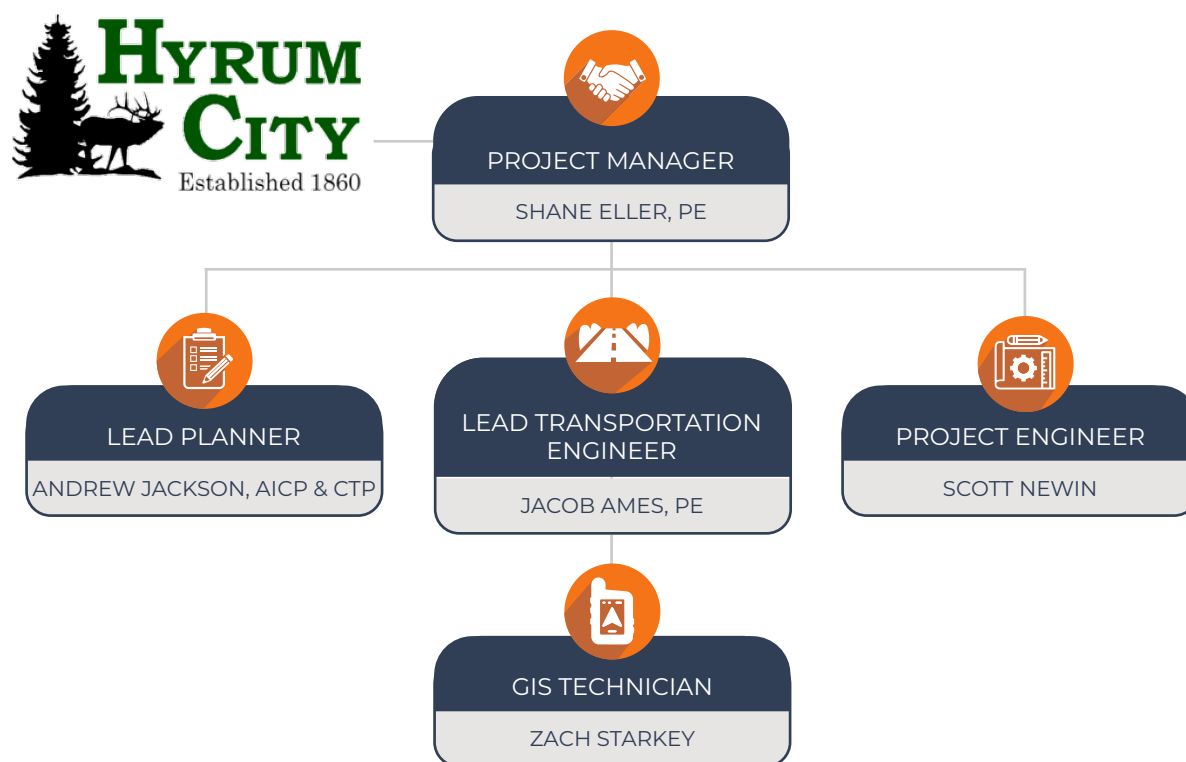 HYRUM
CITY
Established 1860
PROJECT MANAGER
SHANE ELLER, PE
LEAD PLANNER
ANDREW JACKSON, AICP & CTP
LEAD TRANSPORTATION
ENGINEER
JACOB AMES, PE
PROJECT ENGINEER
SCOTT NEWIN
GIS TECHNICIAN
ZACH STARKEY